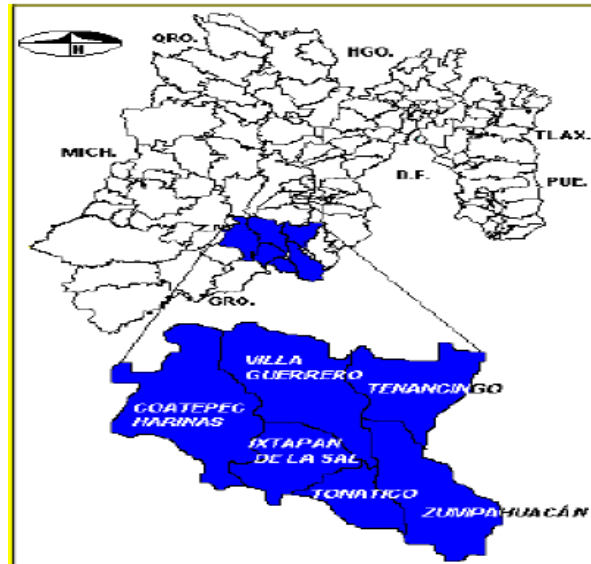 QRO.
HGO.
N
TLAX.
MICH.
D.F.
PUE.
GRO.
VILLA
GUERRERO
TENANCINGO
COATEPEC
HARINAS
IXTAPAN
DE LA SAL
TONATICO
ZUMPAHUACÁN